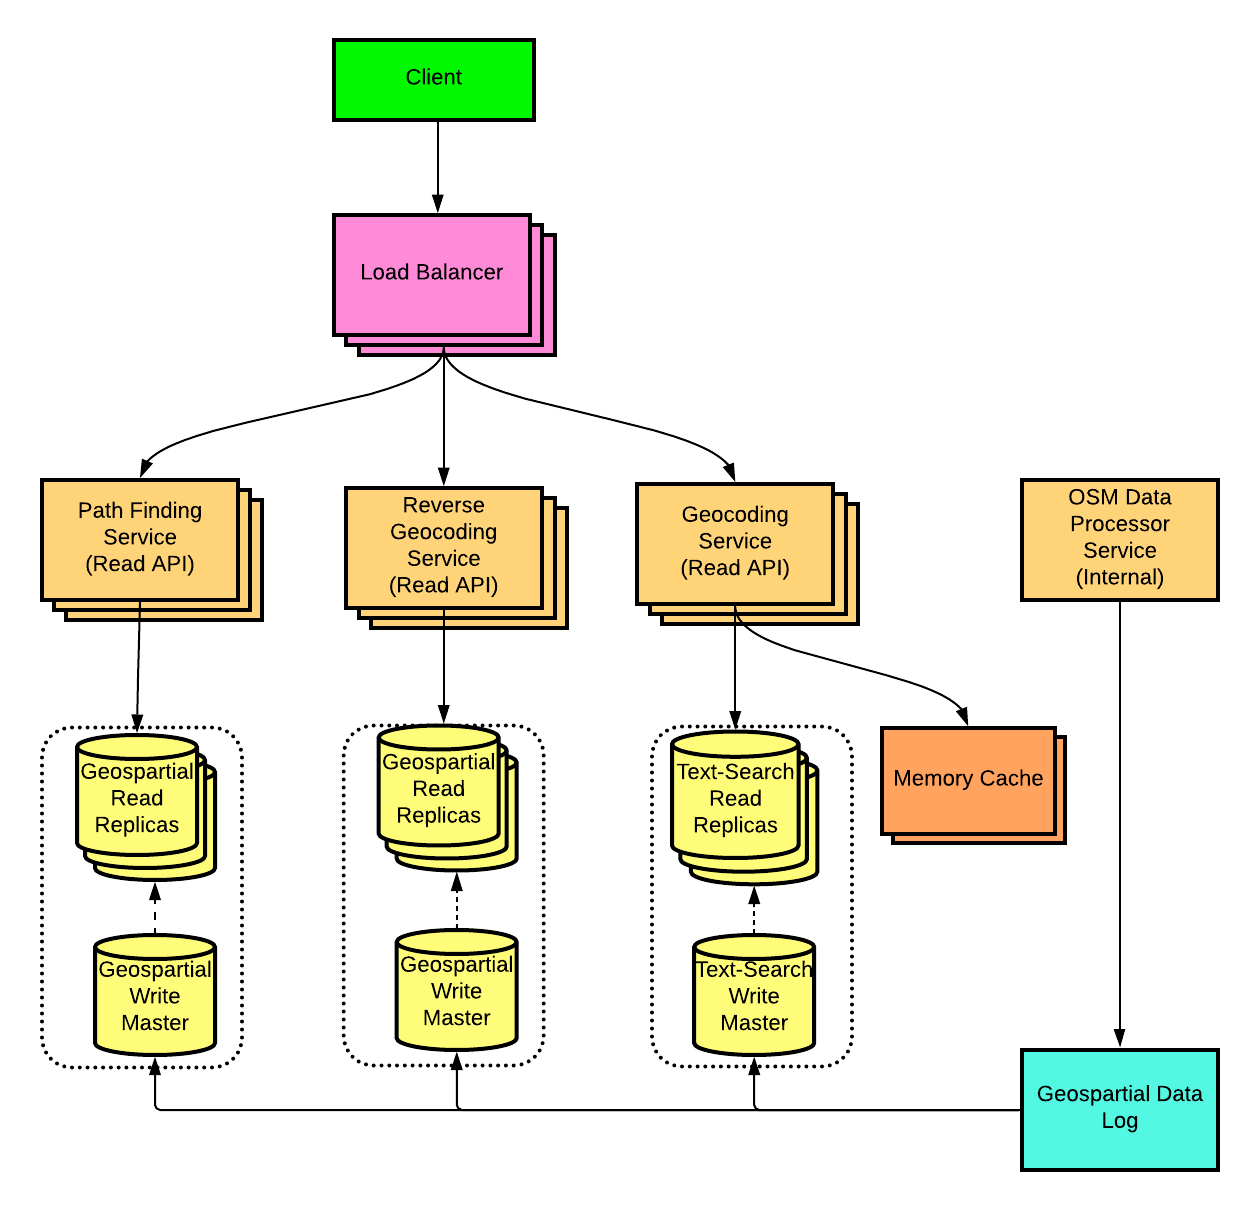 Client
Load Balancer
Path Finding
Service
(Read API)
Reverse
Geocoding
Service
(Read API)
Geocoding
Service
(Read API)
OSM Data
Processor
Service
(Internal)
Geospartial
Read
Replicas
Geospartial
Read
Replicas
Text-Search
Read
Replicas
Memory Cache
Geospartial
Write
Master
Geospartial
Write
Master
Text-Search
Write
Master
Geospartial Data
Log